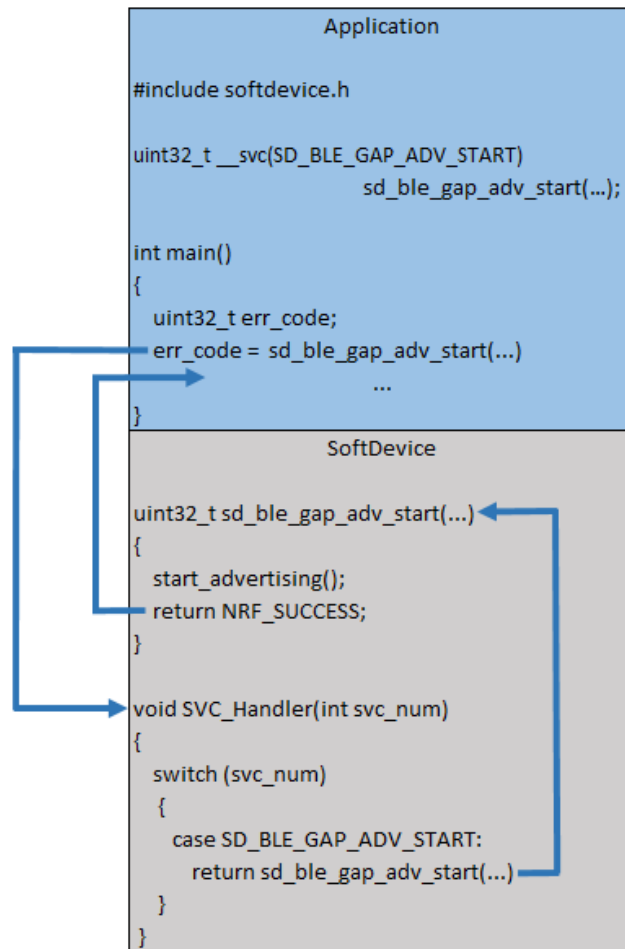 Application
#include softdevice.h
uint32_t __svc(SD_BLE_GAP_ADV_START)
sd_ble_gap_adv_start(...);
int main()
{
uint32_t err_code;
err_code = sd_ble_gap_adv_start(...)
...
}
SoftDevice
uint32_t sd_ble_gap_adv_start(...)
{
start_advertising();
return NRF_SUCCESS;
}
void SVC_Handler(int svc_num)
{
switch (svc_num)
{
case SD_BLE_GAP_ADV_START:
return sd_ble_gap_adv_start(...)
}
}